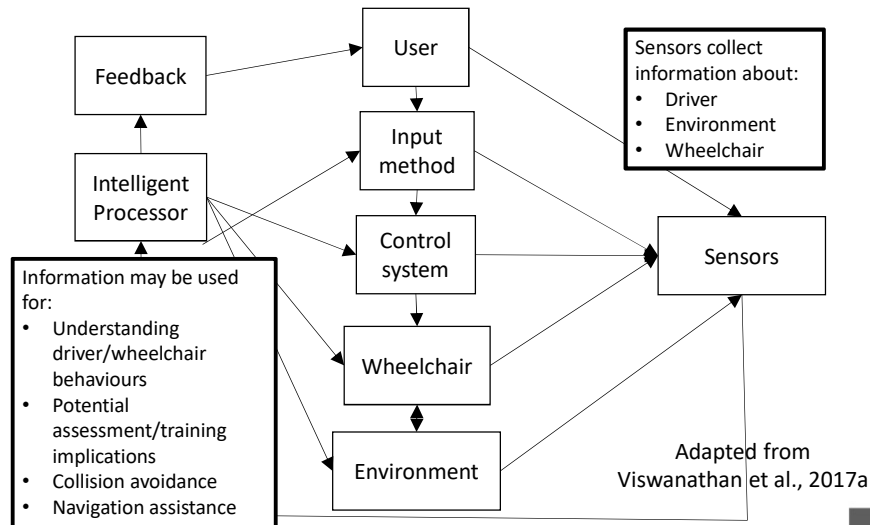 User
Feedback
Sensors collect
information about:
• Driver
• Environment
• Wheelchair
Input
method
Intelligent
Processor
Control
system
Sensors
Information may be used
for:
• Understanding
driver/wheelchair
behaviours
• Potential
assessment/training
implications
• Collision avoidance
• Navigation assistance
Wheelchair
Environment
Adapted from
Viswanathan et al., 2017a